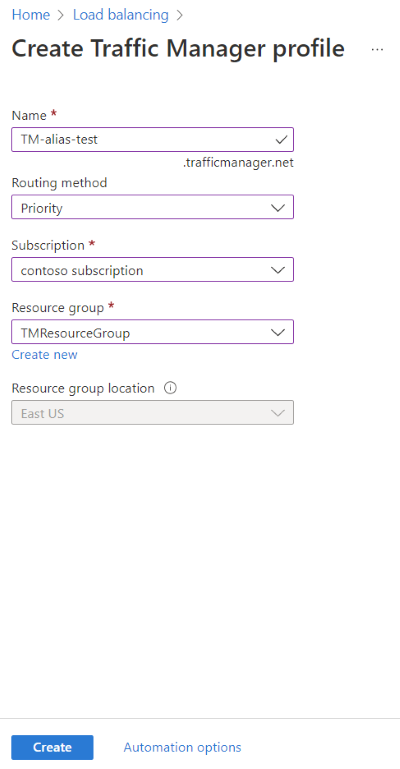 Home > Load balancing >
Create Traffic Manager profile ...
Name *
TM-alias-test
.trafficmanager.net
Routing method
Priority
Subscription *
contoso subscription
Resource group *
TMResourceGroup
Create new
Resource group location
East US
Create Automation options